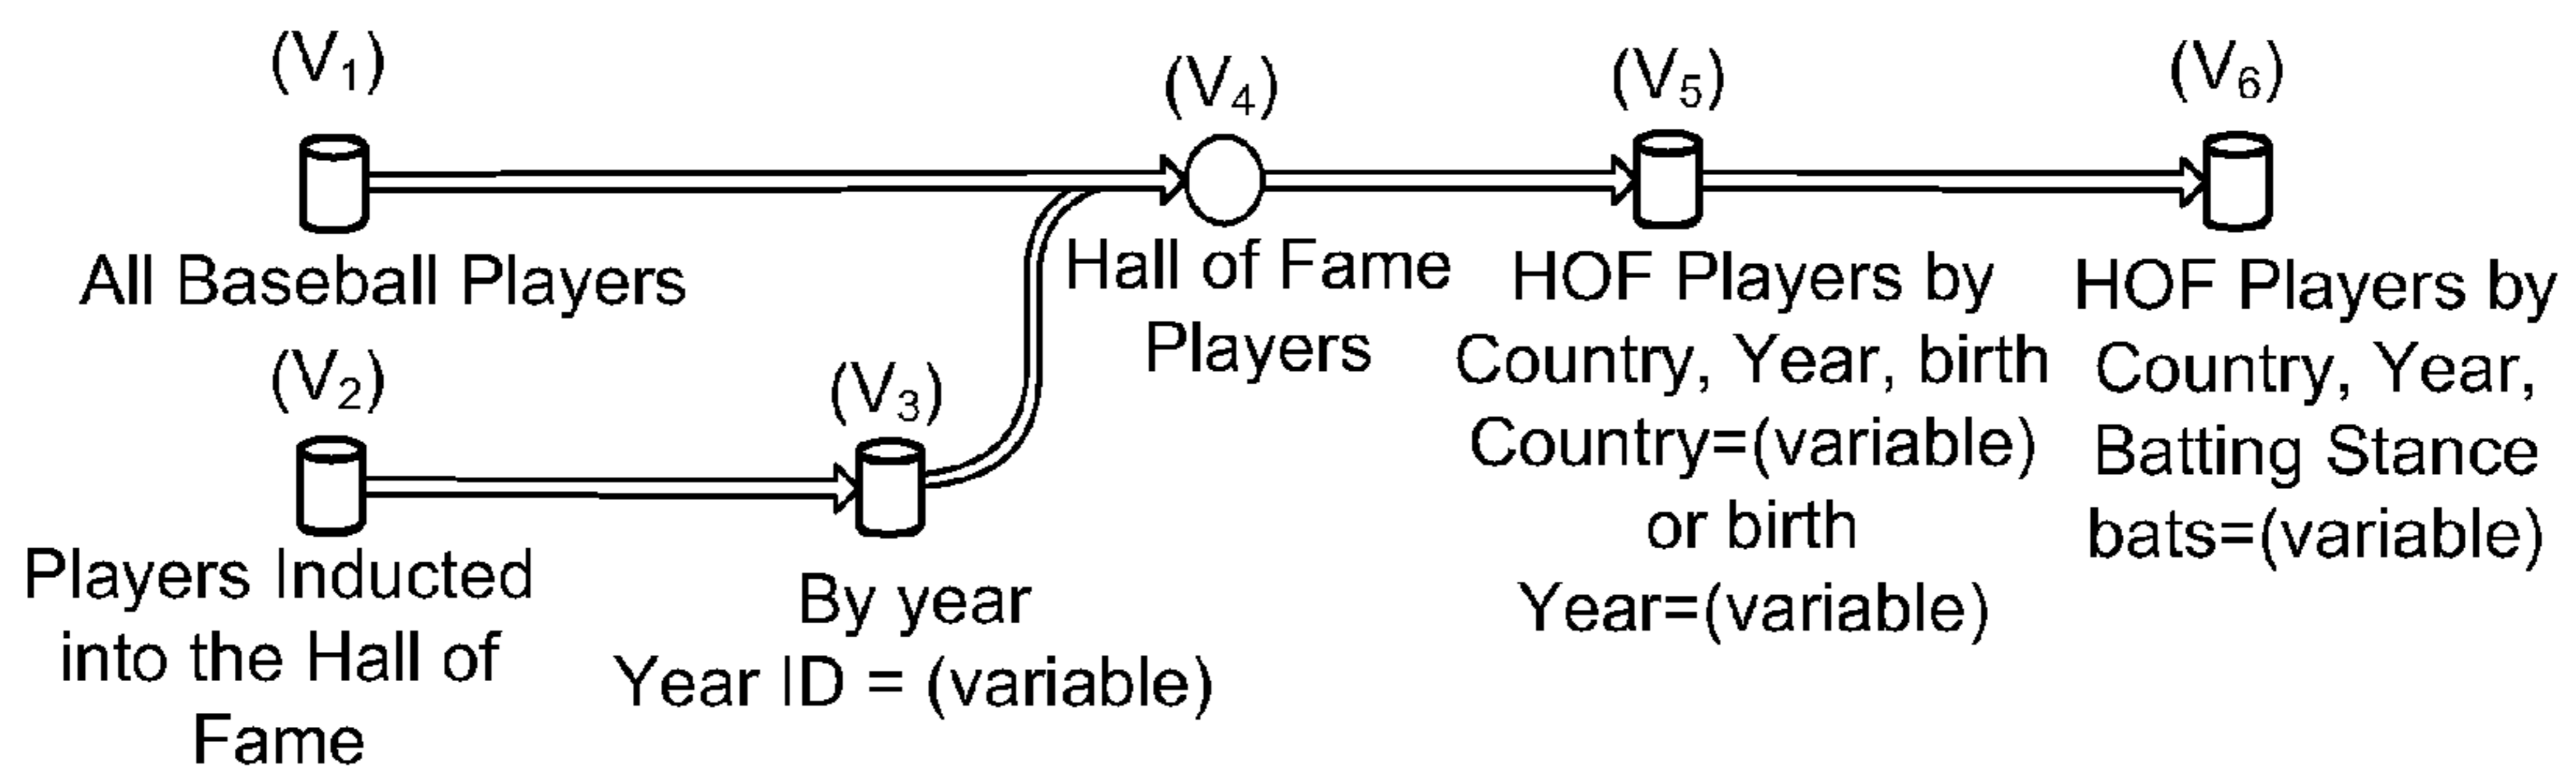 (V1)
All Baseball Players
(V2)
Players Inducted
into the Hall of
Fame
(V3)
By year
Year ID = (variable)
(V4)
Hall of Fame
Players
(V5)
HOF Players by
Country, Year, birth
Country=(variable)
or birth
Year=(variable)
(V6)
HOF Players by
Country, Year,
Batting Stance
bats=(variable)